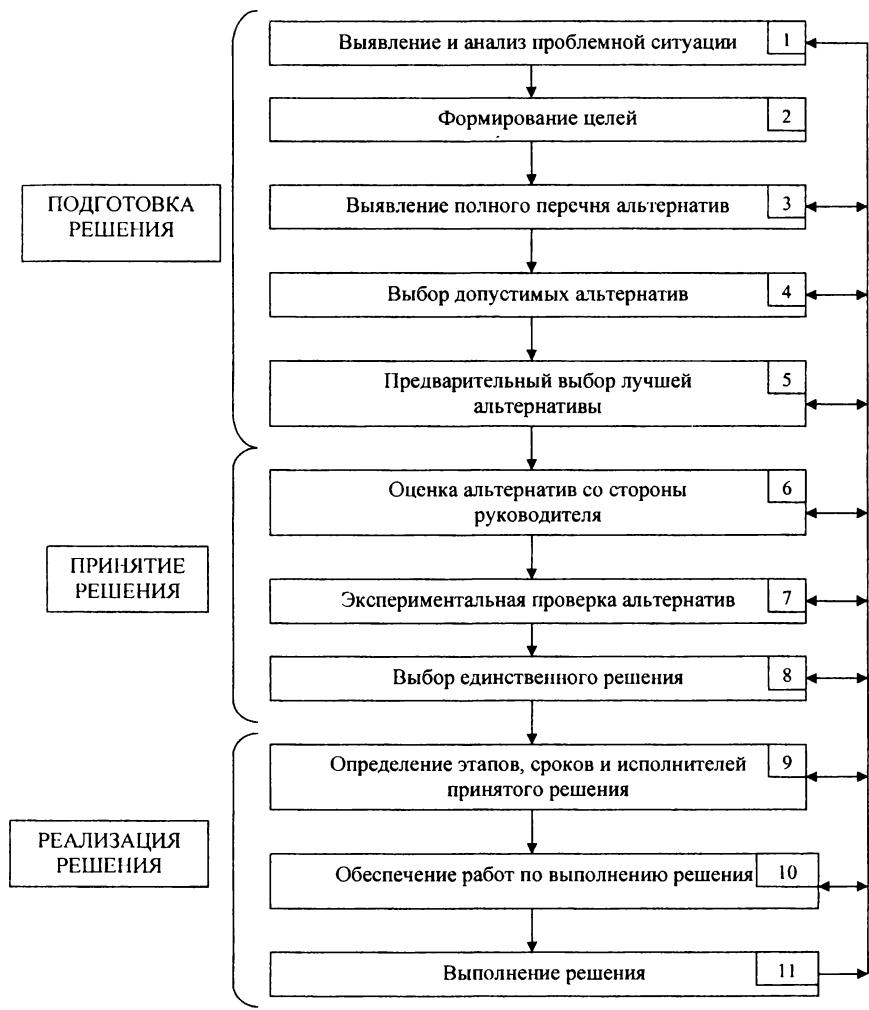 Выявление и анализ проблемной ситуации
1
Формирование целей
2
ПОДГОТОВКА
РЕШЕНИЯ
Выявление полного перечня альтернатив
3
Выбор допустимых альтернатив
4
Предварительный выбор лучшей
альтернативы
5
Оценка альтернатив со стороны
руководителя
6
ПРИНЯТИЕ
РЕШЕНИЯ
Экспериментальная проверка альтернатив
7
Выбор единственного решения
8
Определение этапов, сроков и исполнителей
принятого решения
9
РЕАЛИЗАЦИЯ
РЕШЕНИЯ
Обеспечение работ по выполнению решения
10
Выполнение решения
11